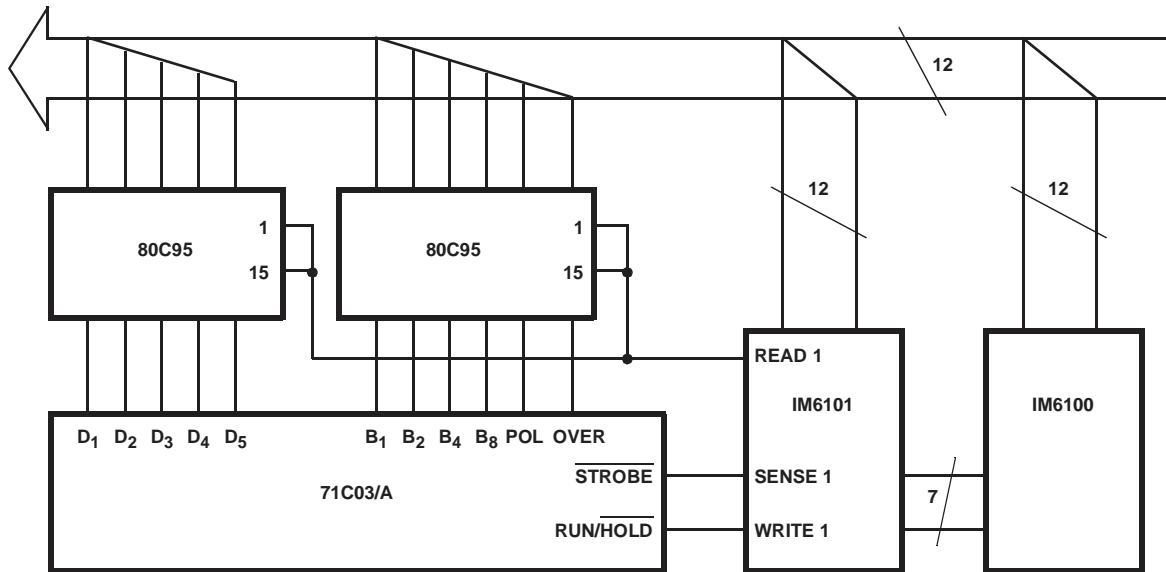 12
12 12
1 1
80C95 80C95
15 15
READ 1
IM6101 IM6100
D1 D2 D3 D4 D5 B1 B2 B4 B8 POL OVER
STROBE SENSE 1
71C03/A 7
RUN/HOLD WRITE 1